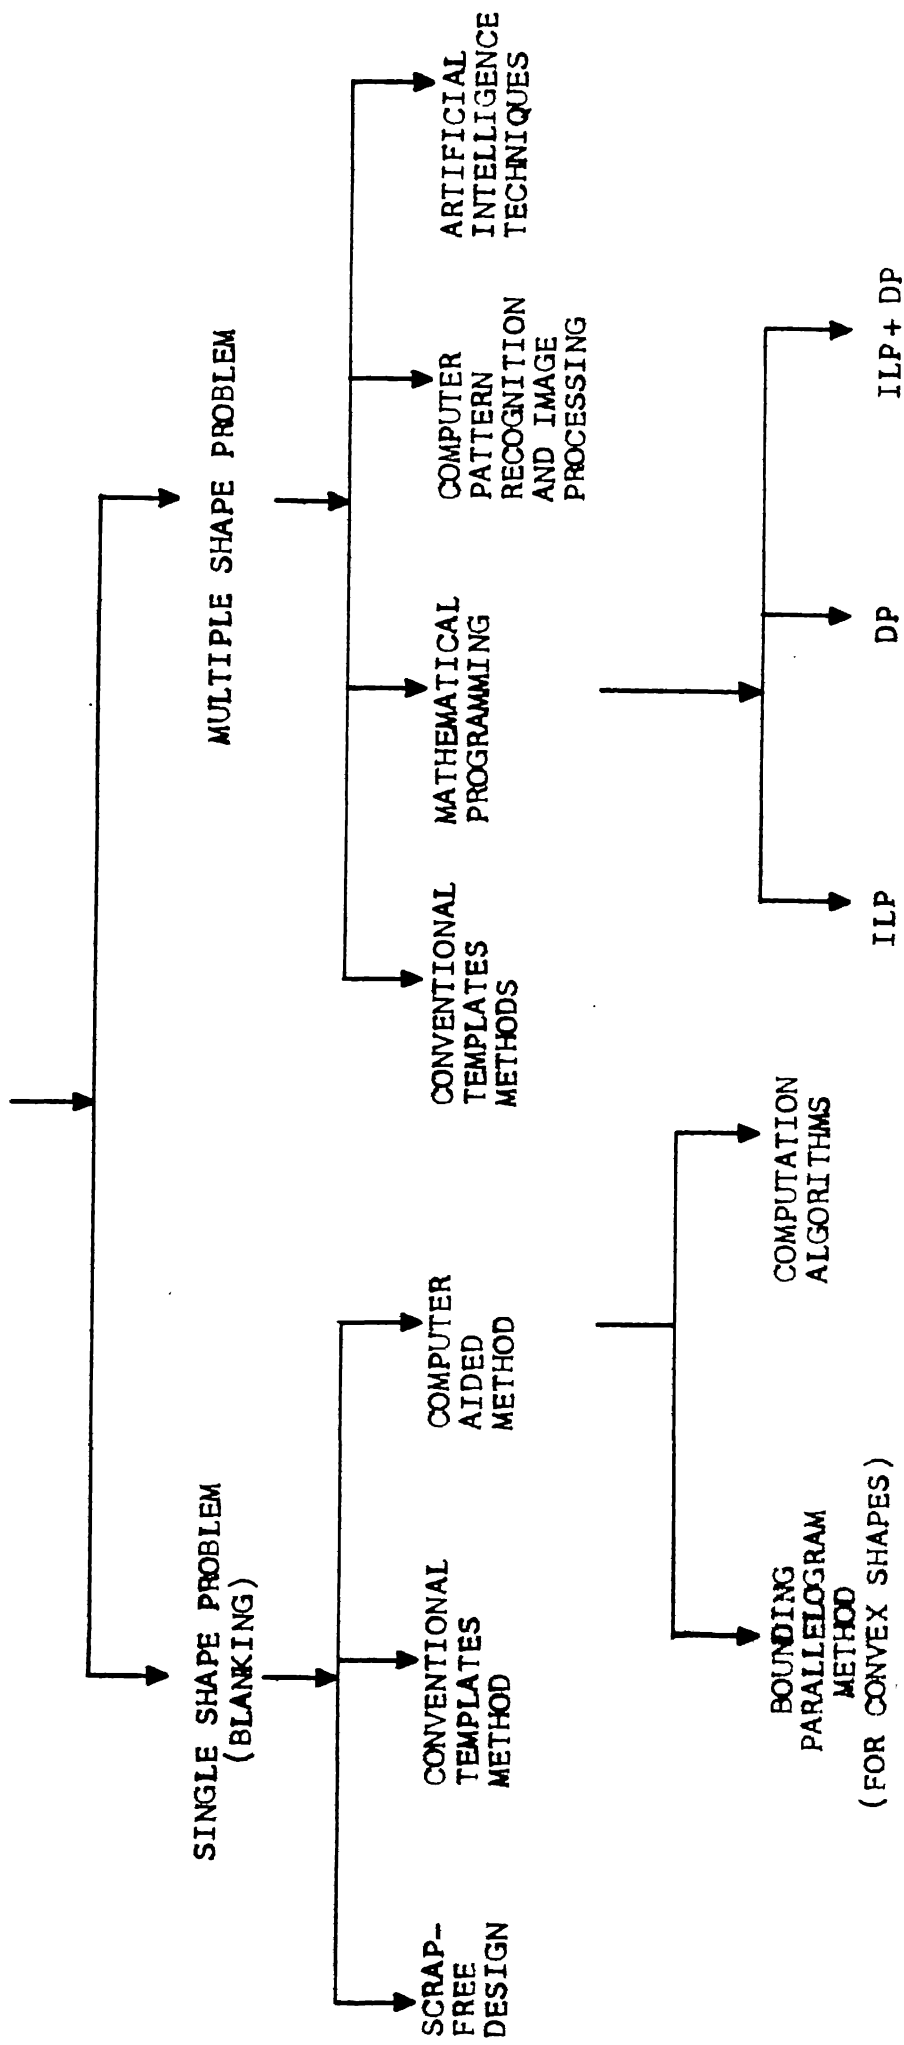 SINGLE SHAPE PROBLEM
(BLANKING)
MULTIPLE SHAPE PROBLEM
SCRAP-
FREE
DESIGN
CONVENTIONAL
TEMPLATES
METHOD
COMPUTER
AIDED
METHOD
CONVENTIONAL
TEMPLATES
METHODS
MATHEMATICAL
PROGRAMMING
COMPUTER
PATTERN
RECOGNITION
AND IMAGE
PROCESSING
ARTIFICIAL
INTELLIGENCE
TECHNIQUES
BOUNDING
PARALLELOGRAM
METHOD
(FOR CONVEX SHAPES)
COMPUTATION
ALGORITHMS
ILP
DP
ILP+ DP